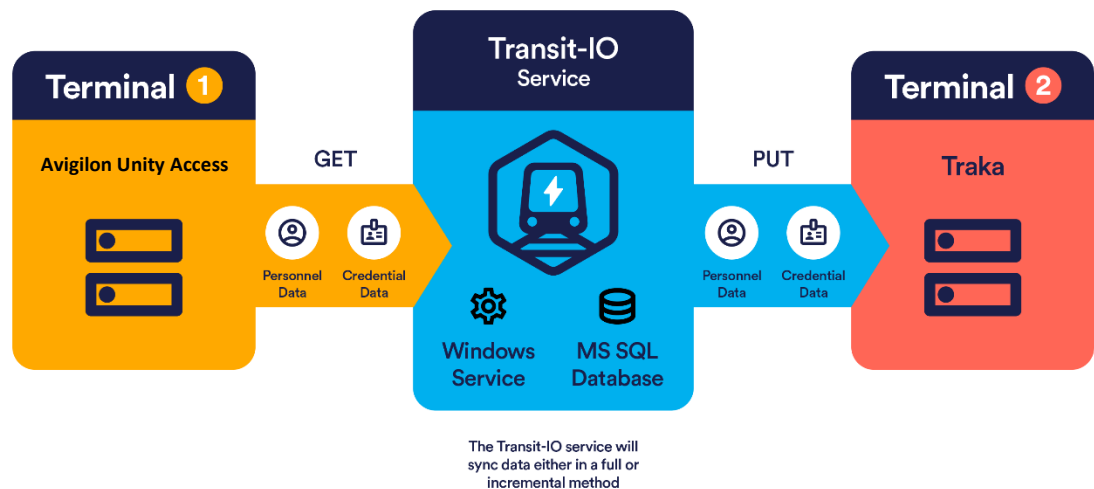 Terminal 1
Avigilon Unity Access
GET
Personnel
Data
Credential
Data
Transit-IO
Service
Windows
Service
MS SQL
Database
The Transit-IO service will
sync data either in a full or
incremental method
PUT
Personnel
Data
Credential
Data
Terminal 2
Traka